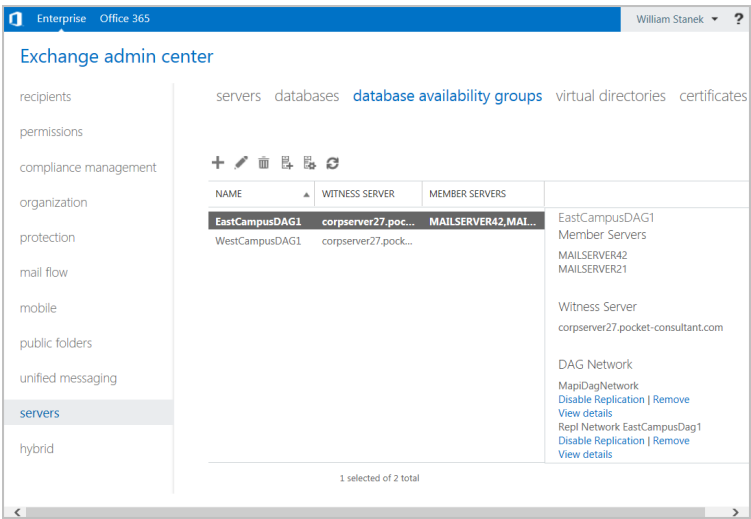 Enterprise Office 365 William Stanek ?
Exchange admin center
recipients
permissions
compliance management
organization
protection
mail flow
mobile
public folders
unified messaging
servers
hybrid
servers databases database availability groups virtual directories certificates
NAME WITNESS SERVER MEMBER SERVERS
EastCampusDAG1 corpserver27.poc... MAILSERVER42,MAI...
WestCampusDAG1 corpserver27.pock...
1 selected of 2 total
EastCampusDAG1
Member Servers
MAILSERVER42
MAILSERVER21
Witness Server
corpserver27.pocket-consultant.com
DAG Network
MapiDagNetwork
Disable Replication | Remove
View details
Repl Network EastCampusDag1
Disable Replication | Remove
View details